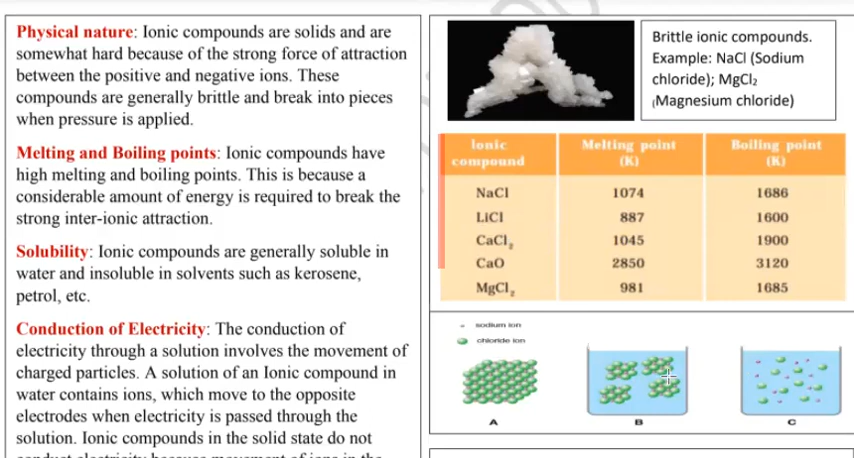 Physical nature: Ionic compounds are solids and are
somewhat hard because of the strong force of attraction
between the positive and negative ions. These
compounds are generally brittle and break into pieces
when pressure is applied.
Melting and Boiling points: Ionic compounds have
high melting and boiling points. This is because a
considerable amount of energy is required to break the
strong inter-ionic attraction.
Solubility: Ionic compounds are generally soluble in
water and insoluble in solvents such as kerosene,
petrol, etc.
Conduction of Electricity: The conduction of
electricity through a solution involves the movement of
charged particles. A solution of an Ionic compound in
water contains ions, which move to the opposite
electrodes when electricity is passed through the
solution. Ionic compounds in the solid state do not
conduct electricity because movement of ions in the
Brittle ionic compounds.
Example: NaCl (Sodium
chloride); MgCl₂
(Magnesium chloride)
Ionic compound Melting point (K) Boiling point (K)
NaCl 1074 1686
LiCl 887 1600
CaCl₂ 1045 1900
CaO 2850 3120
MgCl₂ 981 1685
sodium ion
chloride ion
A B C